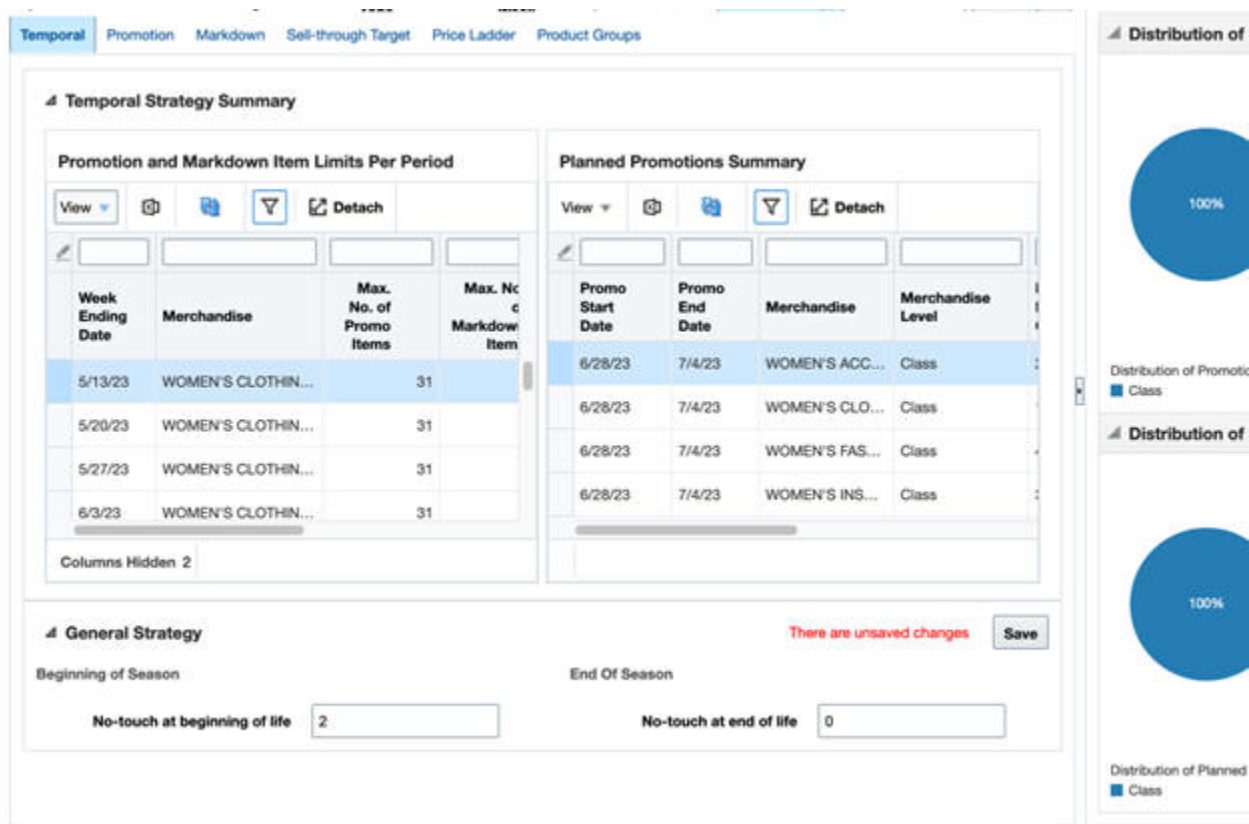 Temporal Promotion Markdown Sell-through Target Price Ladder Product Groups
Temporal Strategy Summary
Promotion and Markdown Item Limits Per Period
View Detach
Week Ending Date Merchandise Max. No. of Promo Items Max. No Markdow Item
5/13/23 WOMEN'S CLOTHIN... 31
5/20/23 WOMEN'S CLOTHIN... 31
5/27/23 WOMEN'S CLOTHIN... 31
6/3/23 WOMEN'S CLOTHIN... 31
Columns Hidden 2
Planned Promotions Summary
View Detach
Promo Start Date Promo End Date Merchandise Merchandise Level
6/28/23 7/4/23 WOMEN'S ACC... Class
6/28/23 7/4/23 WOMEN'S CLO... Class
6/28/23 7/4/23 WOMEN'S FAS... Class
6/28/23 7/4/23 WOMEN'S INS... Class
General Strategy
There are unsaved changes Save
Beginning of Season
No-touch at beginning of life 2
End Of Season
No-touch at end of life 0
Distribution of
100%
Distribution of Promotic
Class
Distribution of
100%
Distribution of Planned
Class